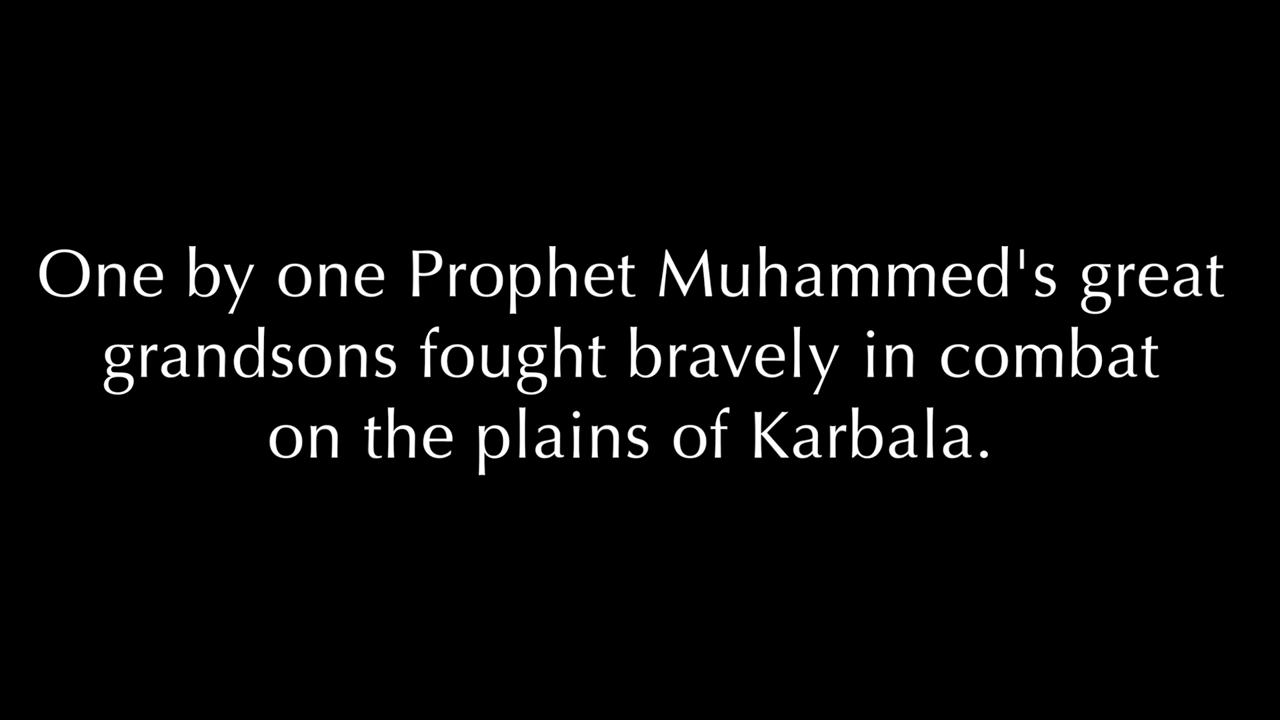 One by one Prophet Muhammed's great
grandsons fought bravely in combat
on the plains of Karbala.